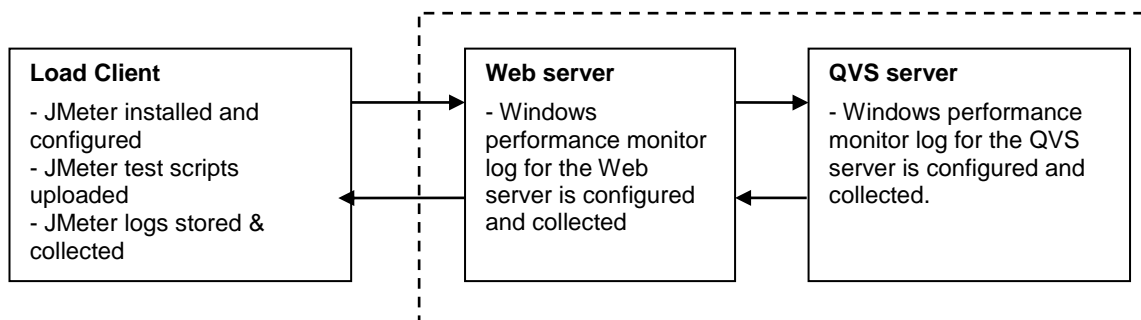 Load Client
- JMeter installed and
configured
- JMeter test scripts
uploaded
- JMeter logs stored &
collected
Web server
- Windows
performance monitor
log for the Web
server is configured
and collected
QVS server
- Windows performance
monitor log for the QVS
server is configured and
collected.